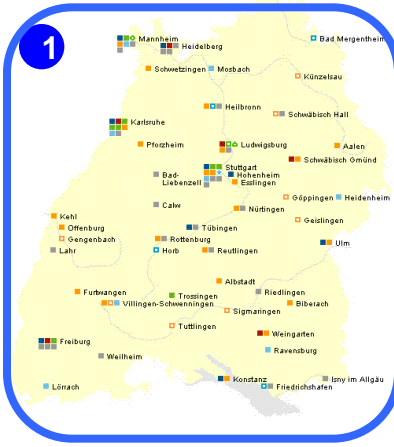 1
Mannheim
Bad Mergentheim
Heidelberg
Schwetzingen
Mosbach
Künzelsau
Heilbronn
Schwäbisch Hall
Karlsruhe
Pforzheim
Ludwigsburg
Aalen
Schwäbisch Gmünd
Stuttgart
Bad-
Liebenzell
Hohenheim
Esslingen
Göppingen
Heidenheim
Calw
Nürtingen
Kehl
Geislingen
Offenburg
Tübingen
Gengenbach
Rottenburg
Ulm
Lahr
Horb
Reutlingen
Albstadt
Furtwangen
Trossingen
Riedlingen
Villingen-Schwenningen
Biberach
Sigmaringen
Tuttlingen
Weingarten
Freiburg
Ravensburg
Weilheim
Konstanz
Isny im Allgäu
Lörrach
Friedrichshafen